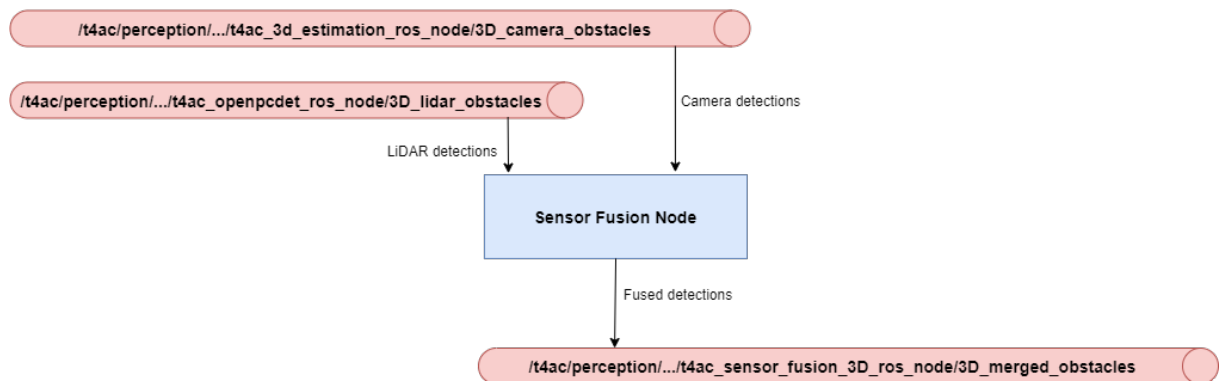 /t4ac/perception/.../t4ac_3d_estimation_ros_node/3D_camera_obstacles
/t4ac/perception/.../t4ac_openpcdet_ros_node/3D_lidar_obstacles
Camera detections
LiDAR detections
Sensor Fusion Node
Fused detections
/t4ac/perception/.../t4ac_sensor_fusion_3D_ros_node/3D_merged_obstacles